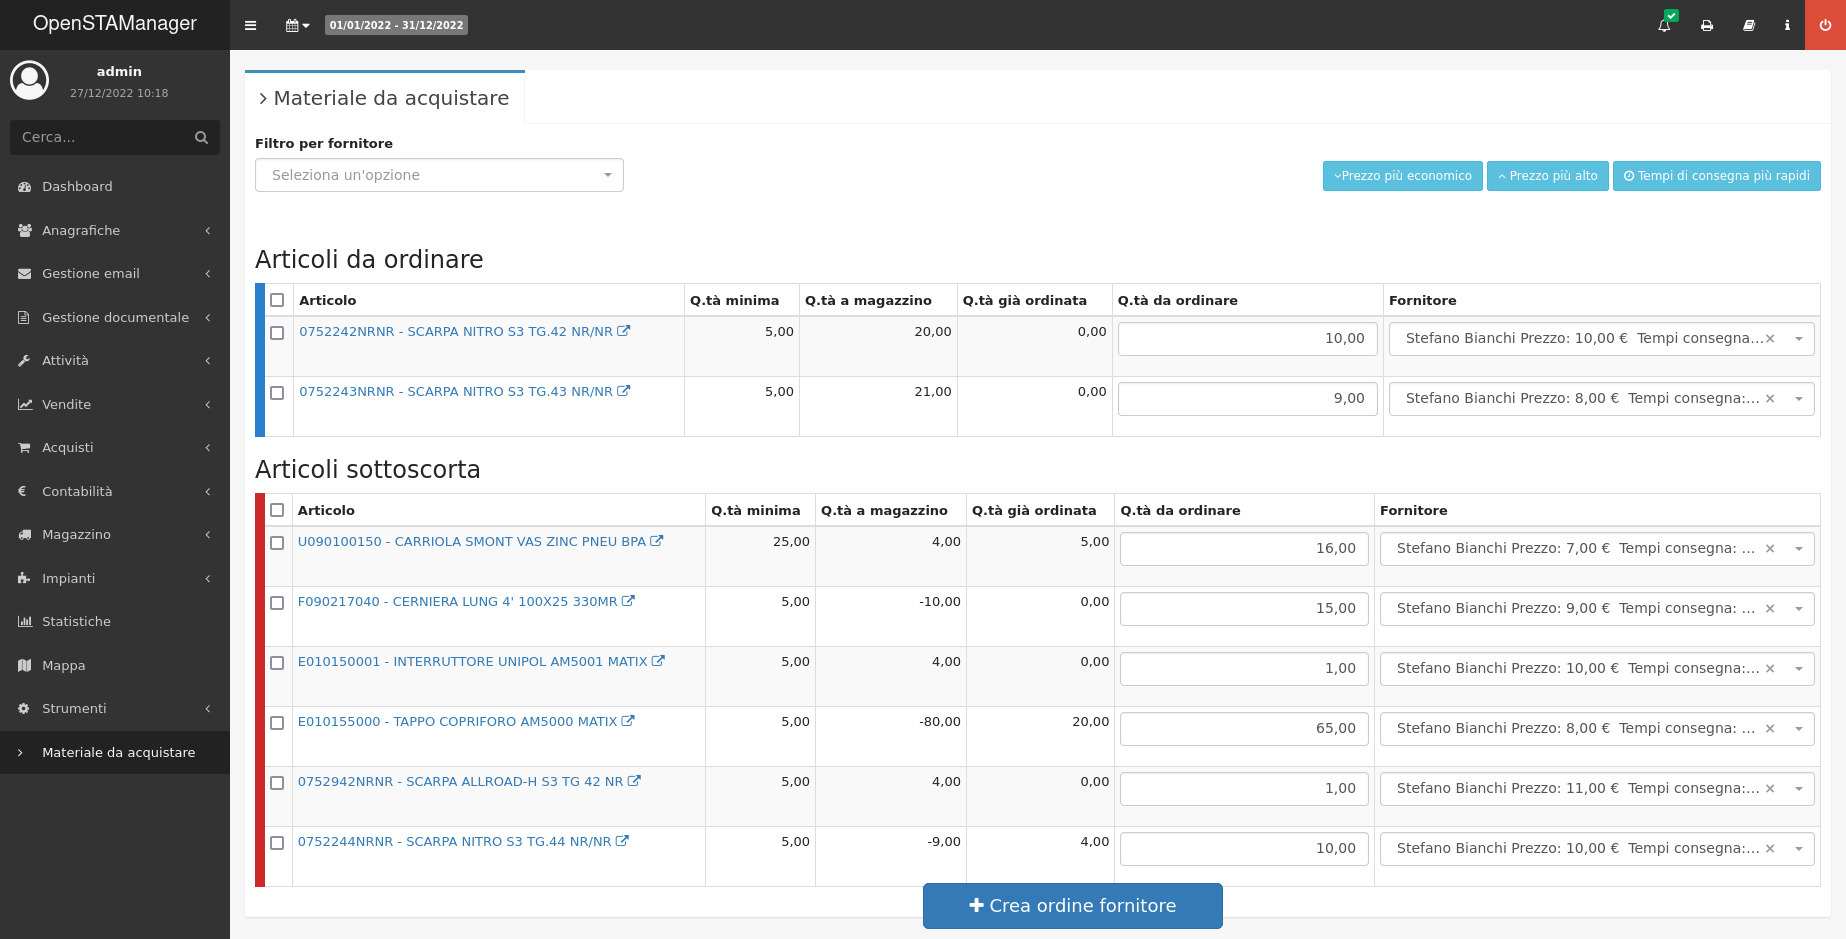 OpenSTAManager
01/01/2022 - 31/12/2022
admin
27/12/2022 10:18
Cerca...
Dashboard
Anagrafiche
Gestione email
Gestione documentale
Attività
Vendite
Acquisti
Contabilità
Magazzino
Impianti
Statistiche
Mappa
Strumenti
Materiale da acquistare
Materiale da acquistare
Filtro per fornitore
Seleziona un'opzione
Prezzo più economico Prezzo più alto Tempi di consegna più rapidi
Articoli da ordinare
Articolo Q.tà minima Q.tà a magazzino Q.tà già ordinata Q.tà da ordinare Fornitore
0752242NRNR - SCARPA NITRO S3 TG.42 NR/NR 5,00 20,00 0,00 10,00 Stefano Bianchi Prezzo: 10,00 € Tempi consegna...×
0752243NRNR - SCARPA NITRO S3 TG.43 NR/NR 5,00 21,00 0,00 9,00 Stefano Bianchi Prezzo: 8,00 € Tempi consegna:... ×
Articoli sottoscorta
Articolo Q.tà minima Q.tà a magazzino Q.tà già ordinata Q.tà da ordinare Fornitore
U090100150 - CARRIOLA SMONT VAS ZINC PNEU BPA 25,00 4,00 5,00 16,00 Stefano Bianchi Prezzo: 7,00 € Tempi consegna: ... ×
F090217040 - CERNIERA LUNG 4' 100X25 330MR 5,00 -10,00 0,00 15,00 Stefano Bianchi Prezzo: 9,00 € Tempi consegna: ... ×
E010150001 - INTERRUTTORE UNIPOL AM5001 MATIX 5,00 4,00 0,00 1,00 Stefano Bianchi Prezzo: 10,00 € Tempi consegna:... ×
E010155000 - TAPPO COPRIFORO AM5000 MATIX 5,00 -80,00 20,00 65,00 Stefano Bianchi Prezzo: 8,00 € Tempi consegna: ... ×
0752942NRNR - SCARPA ALLROAD-H S3 TG 42 NR 5,00 4,00 0,00 1,00 Stefano Bianchi Prezzo: 11,00 € Tempi consegna:... ×
0752244NRNR - SCARPA NITRO S3 TG.44 NR/NR 5,00 -9,00 4,00 10,00 Stefano Bianchi Prezzo: 10,00 € Tempi consegna:... ×
Crea ordine fornitore